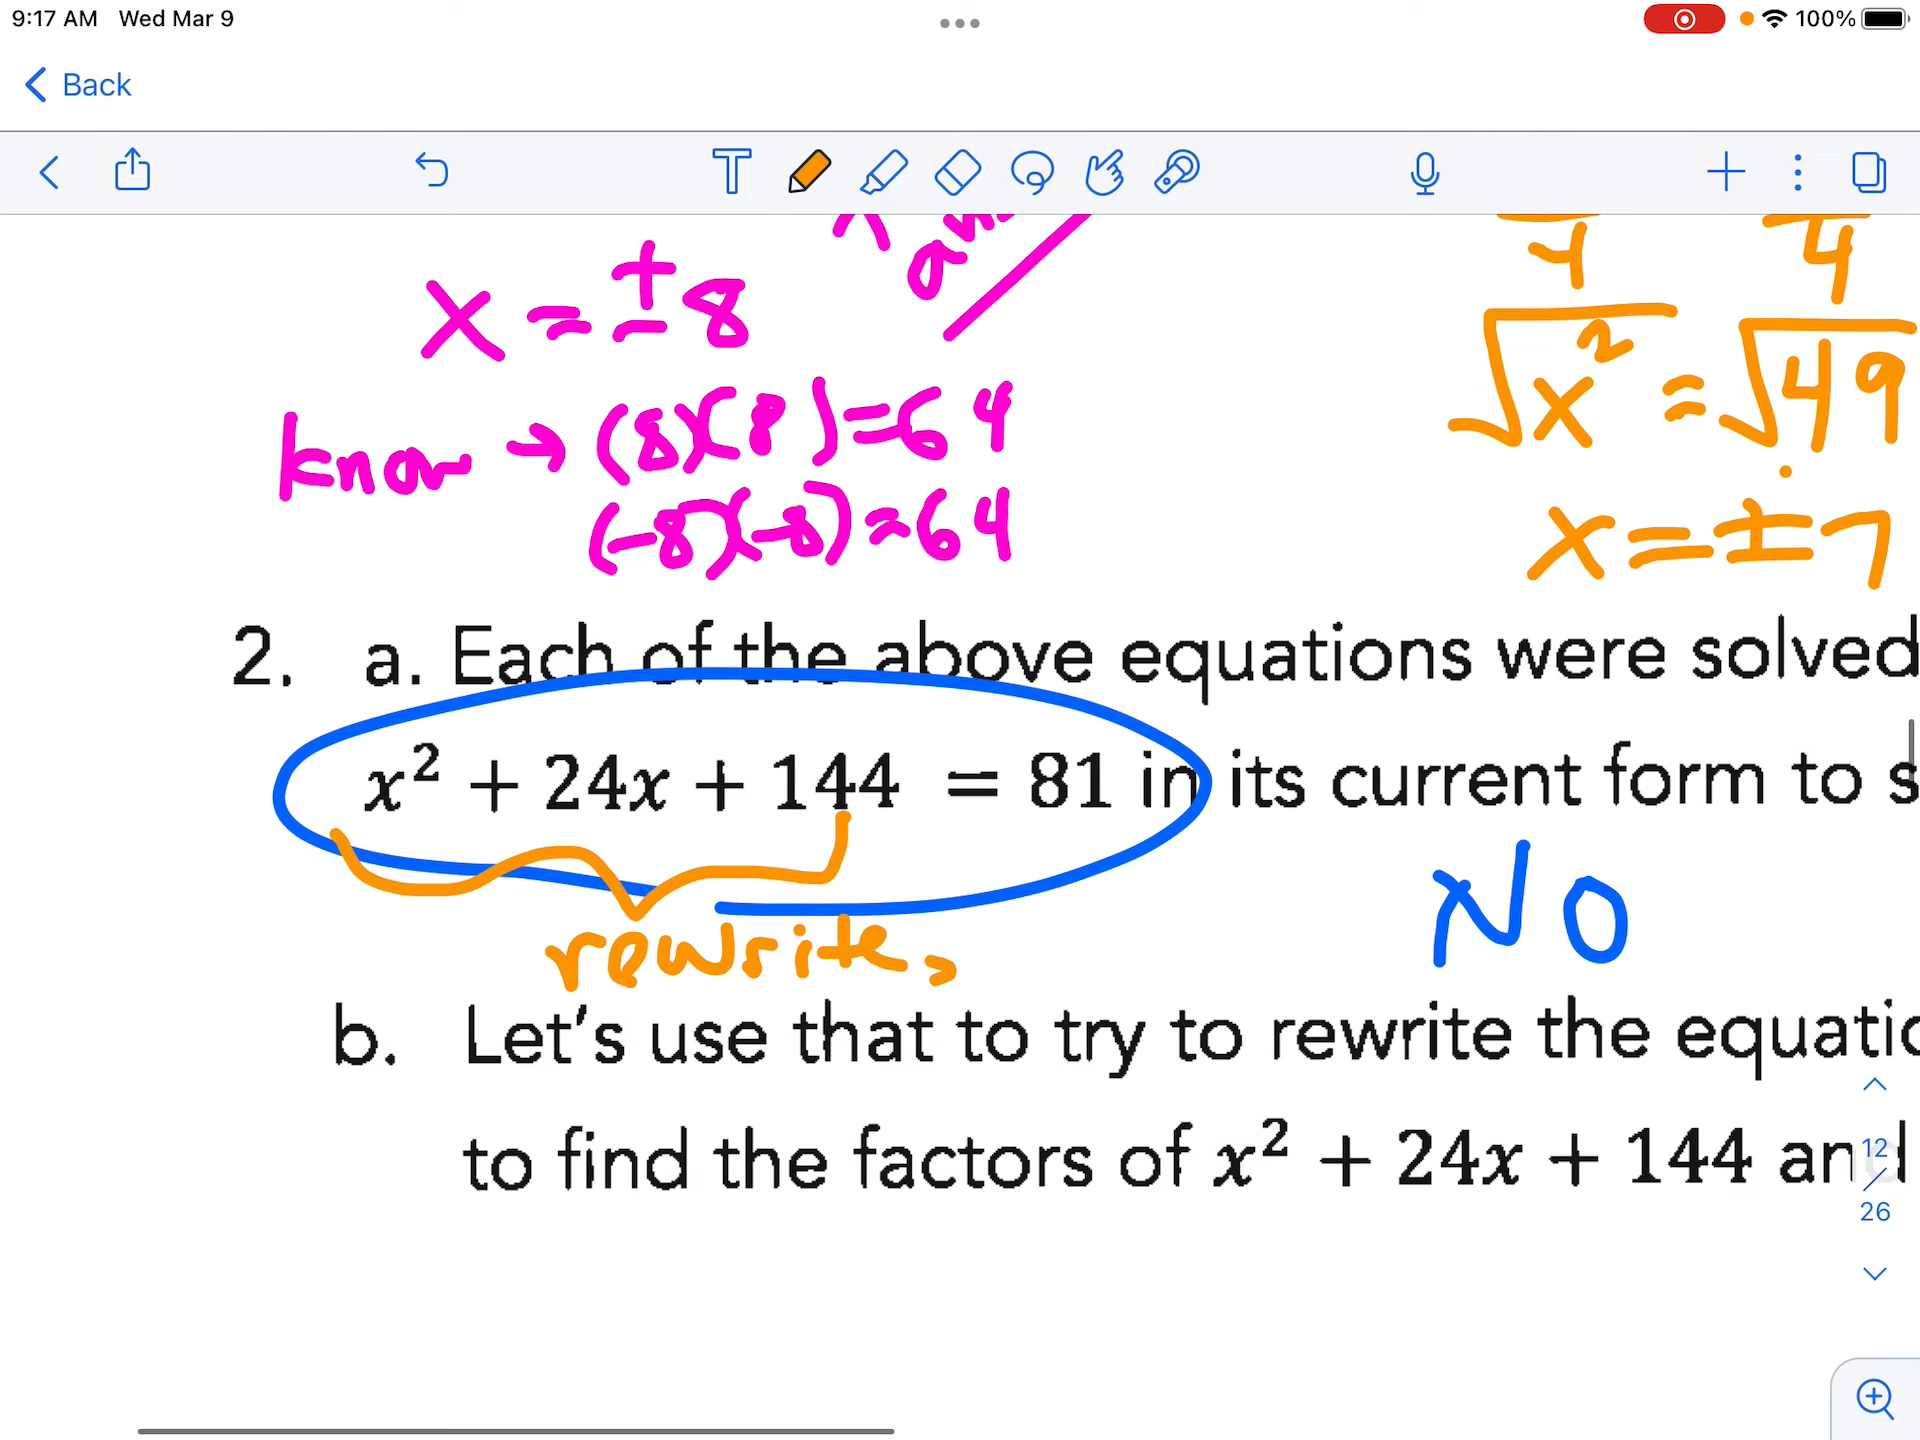 9:17 AM Wed Mar 9
100%
Back
x = ±8
know → (8)(8)=64
(-8)(-8)=64
4 4
√x² = √49
x = ±7
2. a. Each of the above equations were solved
x² + 24x + 144 = 81 in its current form to s
NO
rewrite,
b. Let's use that to try to rewrite the equatio
to find the factors of x² + 24x + 144 and
12
26